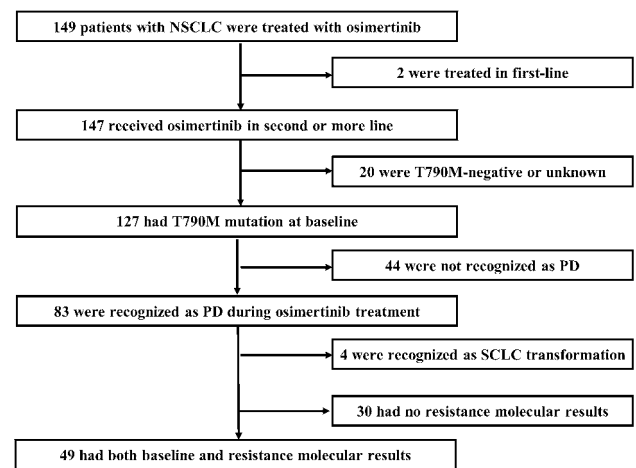 149 patients with NSCLC were treated with osimertinib
2 were treated in first-line
147 received osimertinib in second or more line
20 were T790M-negative or unknown
127 had T790M mutation at baseline
44 were not recognized as PD
83 were recognized as PD during osimertinib treatment
4 were recognized as SCLC transformation
30 had no resistance molecular results
49 had both baseline and resistance molecular results